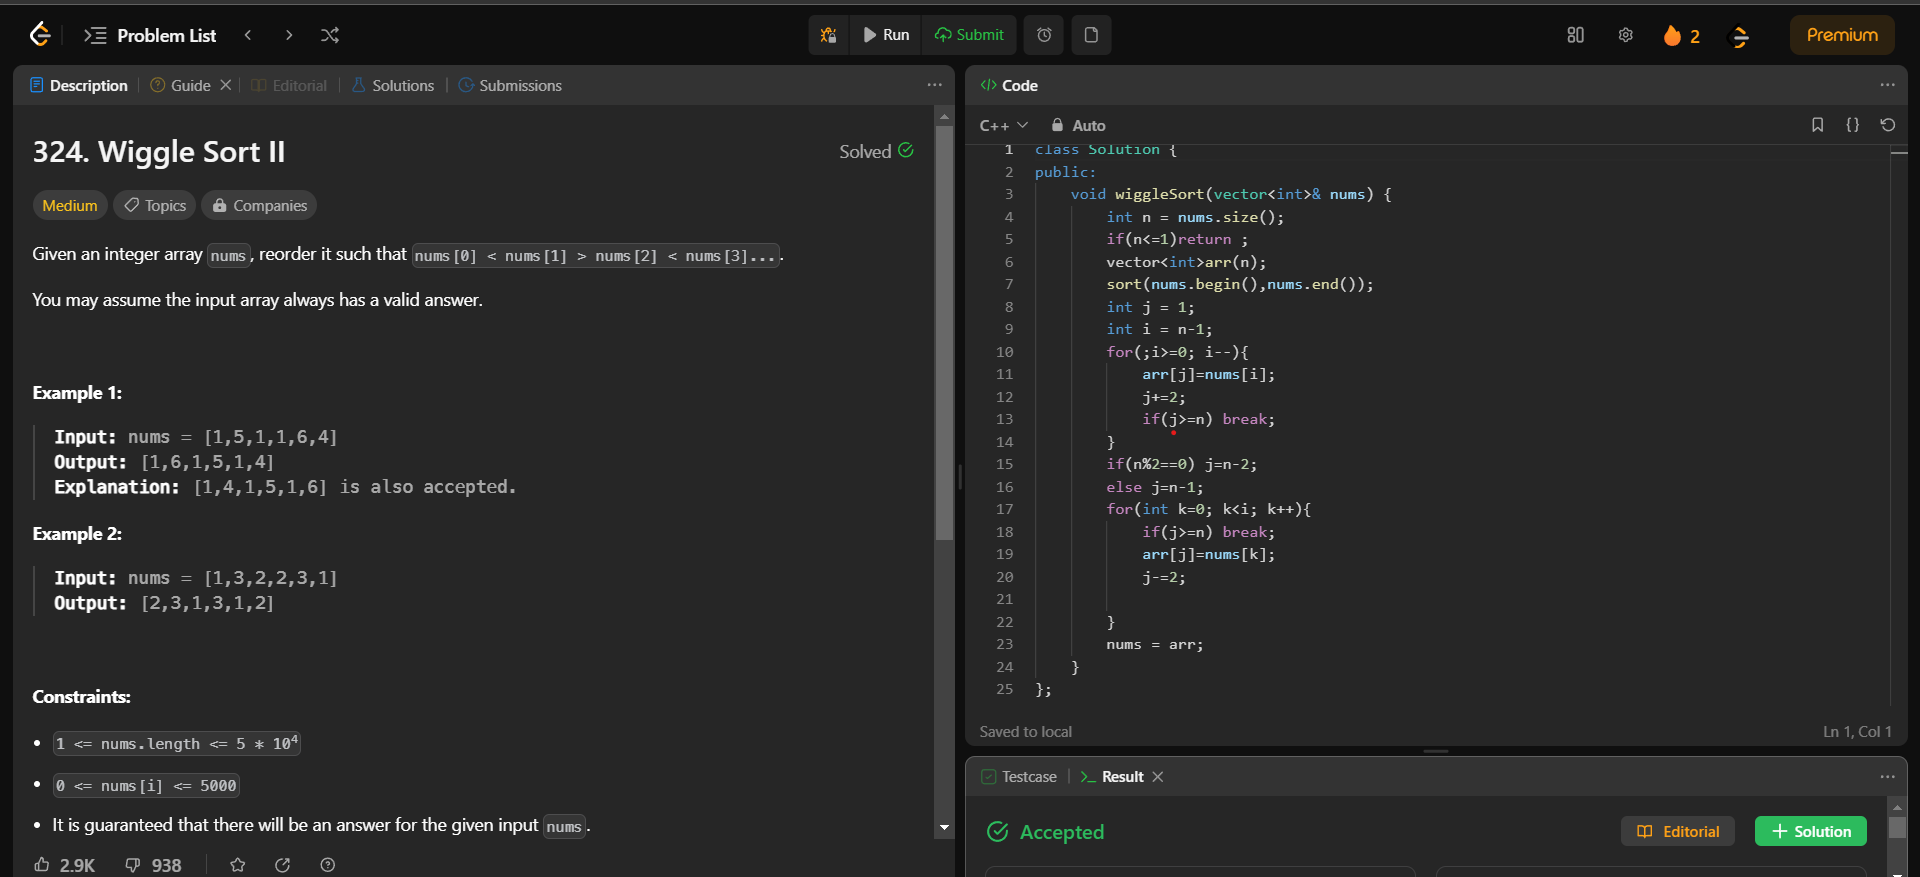 Problem List
Run
Submit
2
Premium
Description
Guide
Editorial
Solutions
Submissions
324. Wiggle Sort II
Solved
Medium
Topics
Companies
Given an integer array nums, reorder it such that nums[0] < nums[1] > nums[2] < nums[3]....
You may assume the input array always has a valid answer.
Example 1:
Input: nums = [1,5,1,1,6,4]
Output: [1,6,1,5,1,4]
Explanation: [1,4,1,5,1,6] is also accepted.
Example 2:
Input: nums = [1,3,2,2,3,1]
Output: [2,3,1,3,1,2]
Constraints:
• 1 <= nums.length <= 5 * 10⁴
• 0 <= nums[i] <= 5000
• It is guaranteed that there will be an answer for the given input nums.
2.9K
938
</> Code
C++
Auto
1 class Solution {
2 public:
3     void wiggleSort(vector<int>& nums) {
4         int n = nums.size();
5         if(n<=1)return ;
6         vector<int>arr(n);
7         sort(nums.begin(),nums.end());
8         int j = 1;
9         int i = n-1;
10         for(;i>=0; i--){
11             arr[j]=nums[i];
12             j+=2;
13             if(j>=n) break;
14         }
15         if(n%2==0) j=n-2;
16         else j=n-1;
17         for(int k=0; k<i; k++){
18             if(j>=n) break;
19             arr[j]=nums[k];
20             j-=2;
21
22         }
23         nums = arr;
24     }
25 };
Saved to local
Ln 1, Col 1
Testcase
>_ Result
Accepted
Editorial
+ Solution